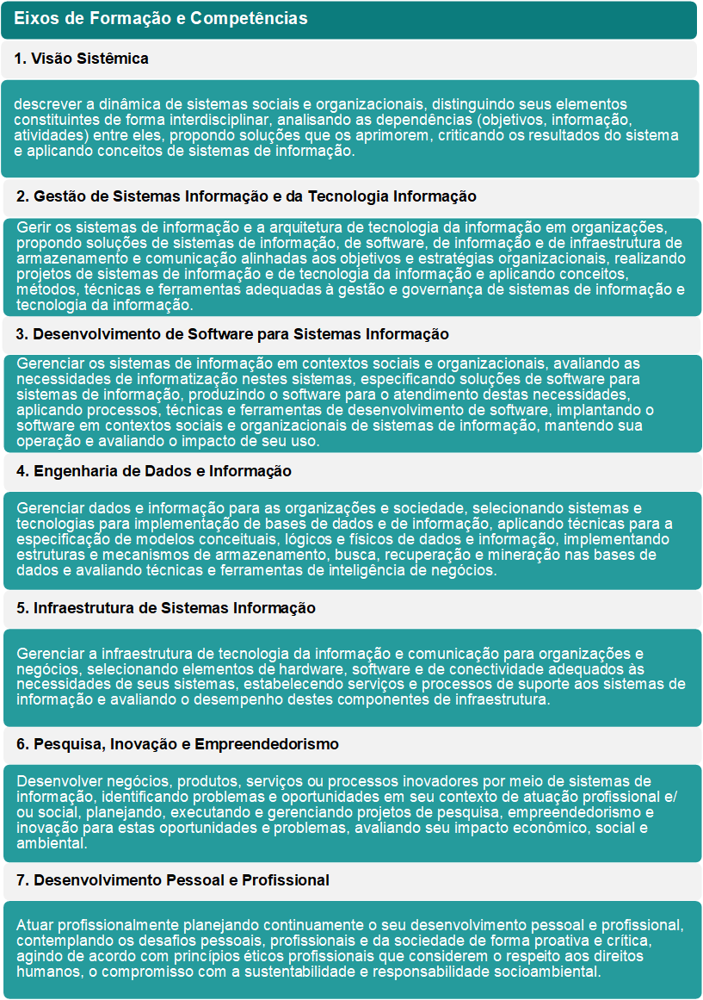 Eixos de Formação e Competências
1. Visão Sistêmica
descrever a dinâmica de sistemas sociais e organizacionais, distinguindo seus elementos
constituintes de forma interdisciplinar, analisando as dependências (objetivos, informação,
atividades) entre eles, propondo soluções que os aprimorem, criticando os resultados do sistema
e aplicando conceitos de sistemas de informação.
2. Gestão de Sistemas Informação e da Tecnologia Informação
Gerir os sistemas de informação e a arquitetura de tecnologia da informação em organizações,
propondo soluções de sistemas de informação, de software, de informação e de infraestrutura de
armazenamento e comunicação alinhadas aos objetivos e estratégias organizacionais, realizando
projetos de sistemas de informação e de tecnologia da informação e aplicando conceitos,
métodos, técnicas e ferramentas adequadas à gestão e governança de sistemas de informação e
tecnologia da informação.
3. Desenvolvimento de Software para Sistemas Informação
Gerenciar os sistemas de informação em contextos sociais e organizacionais, avaliando as
necessidades de informatização nestes sistemas, especificando soluções de software para
sistemas de informação, produzindo o software para o atendimento destas necessidades,
aplicando processos, técnicas e ferramentas de desenvolvimento de software, implantando o
software em contextos sociais e organizacionais de sistemas de informação, mantendo sua
operação e avaliando o impacto de seu uso.
4. Engenharia de Dados e Informação
Gerenciar dados e informação para as organizações e sociedade, selecionando sistemas e
tecnologias para implementação de bases de dados e de informação, aplicando técnicas para a
especificação de modelos conceituais, lógicos e físicos de dados e informação, implementando
estruturas e mecanismos de armazenamento, busca, recuperação e mineração nas bases de
dados e avaliando técnicas e ferramentas de inteligência de negócios.
5. Infraestrutura de Sistemas Informação
Gerenciar a infraestrutura de tecnologia da informação e comunicação para organizações e
negócios, selecionando elementos de hardware, software e de conectividade adequados às
necessidades de seus sistemas, estabelecendo serviços e processos de suporte aos sistemas de
informação e avaliando o desempenho destes componentes de infraestrutura.
6. Pesquisa, Inovação e Empreendedorismo
Desenvolver negócios, produtos, serviços ou processos inovadores por meio de sistemas de
informação, identificando problemas e oportunidades em seu contexto de atuação profissional e/
ou social, planejando, executando e gerenciando projetos de pesquisa, empreendedorismo e
inovação para estas oportunidades e problemas, avaliando seu impacto econômico, social e
ambiental.
7. Desenvolvimento Pessoal e Profissional
Atuar profissionalmente planejando continuamente o seu desenvolvimento pessoal e profissional,
contemplando os desafios pessoais, profissionais e da sociedade de forma proativa e crítica,
agindo de acordo com princípios éticos profissionais que considerem o respeito aos direitos
humanos, o compromisso com a sustentabilidade e responsabilidade socioambiental.